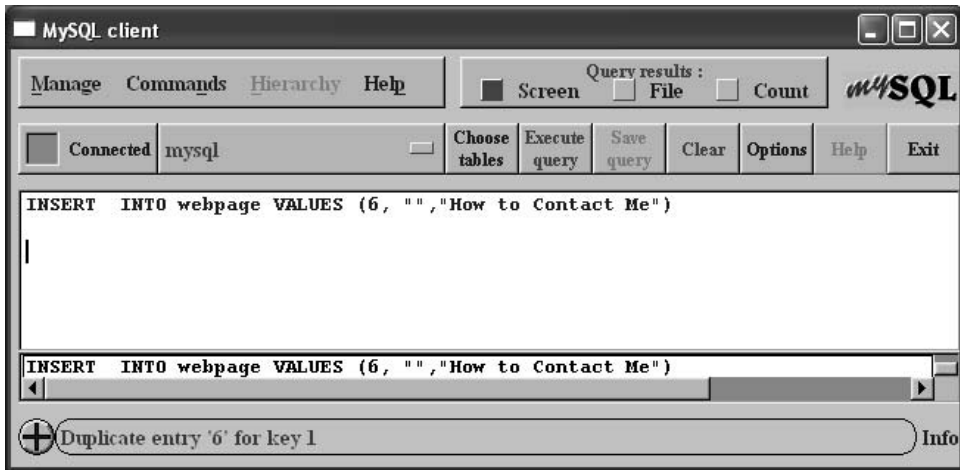 MySQL client
Manage Commands Hierarchy Help
Query results :
Screen File Count
mySQL
Connected mysql
Choose tables
Execute query
Save query
Clear
Options
Help
Exit
INSERT  INTO webpage VALUES (6, "","How to Contact Me")
INSERT  INTO webpage VALUES (6, "","How to Contact Me")
Duplicate entry '6' for key 1
Info